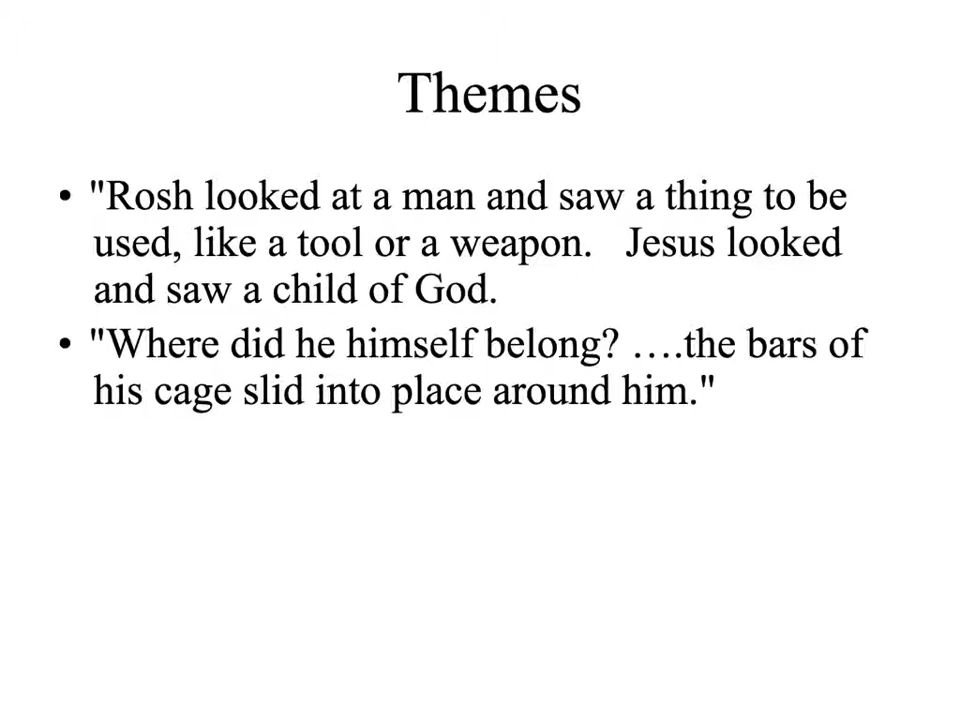 Themes
• "Rosh looked at a man and saw a thing to be
used, like a tool or a weapon.   Jesus looked
and saw a child of God.
• "Where did he himself belong? ….the bars of
his cage slid into place around him."